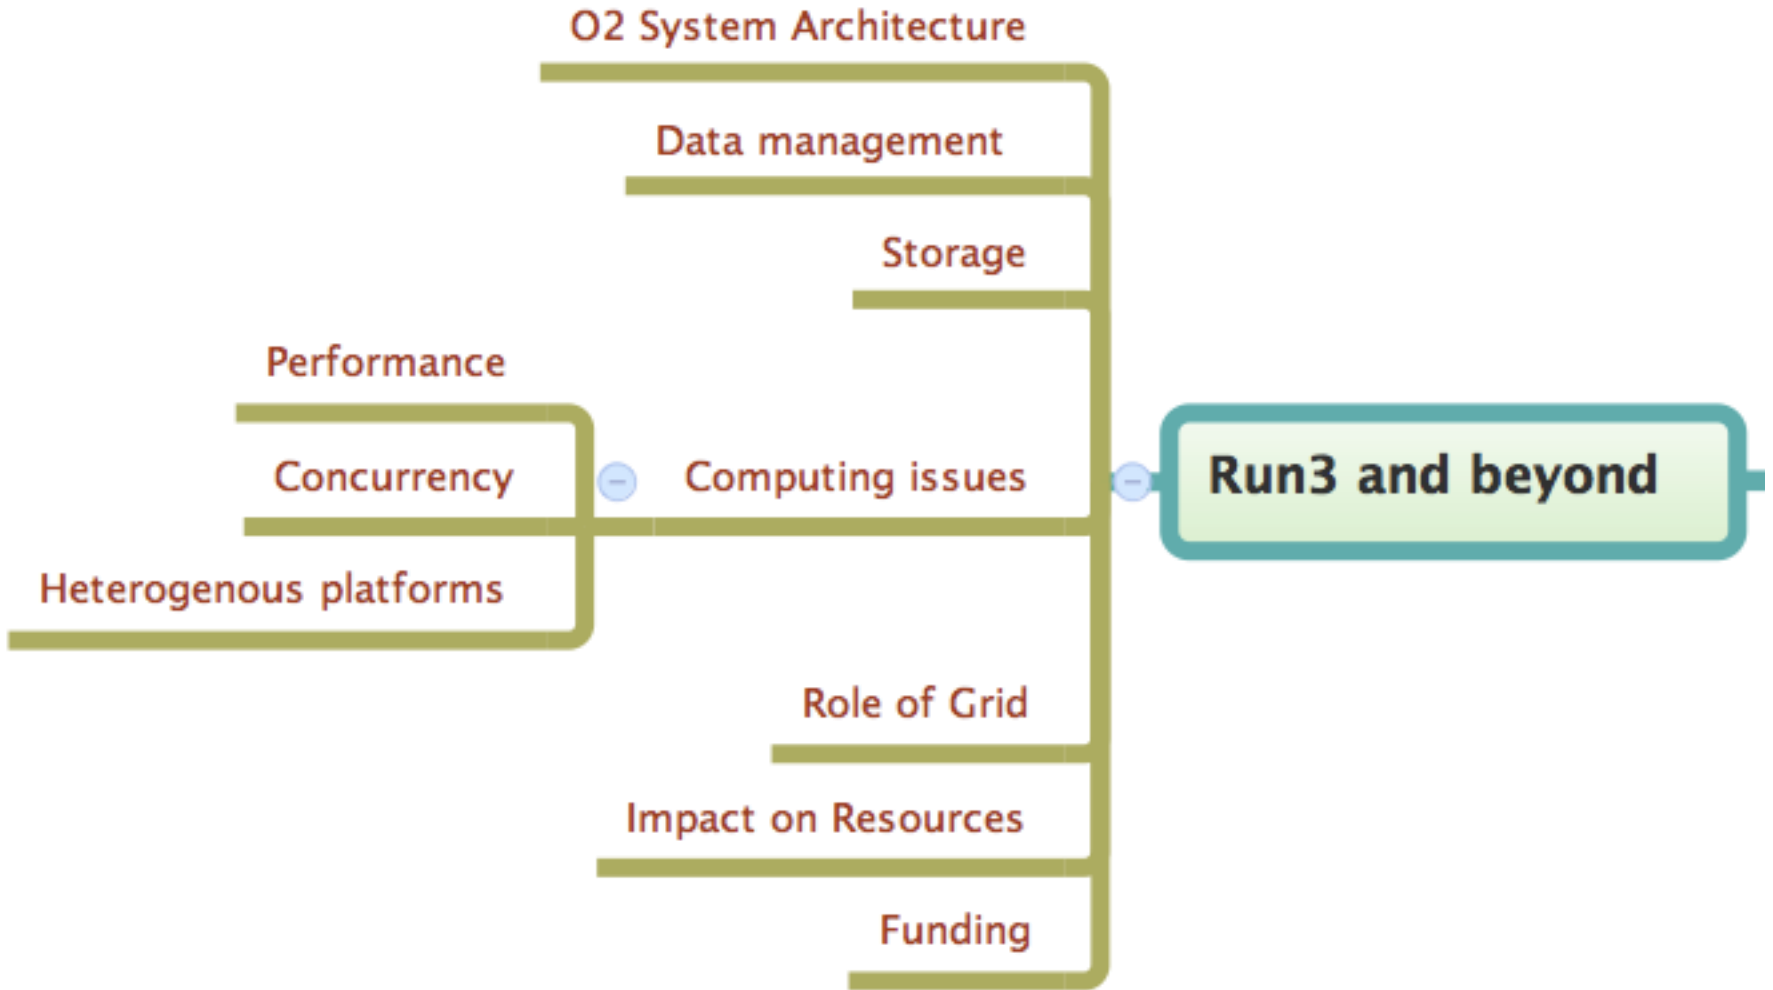 O2 System Architecture
Data management
Storage
Performance
Concurrency
Computing issues
Run3 and beyond
Heterogenous platforms
Role of Grid
Impact on Resources
Funding